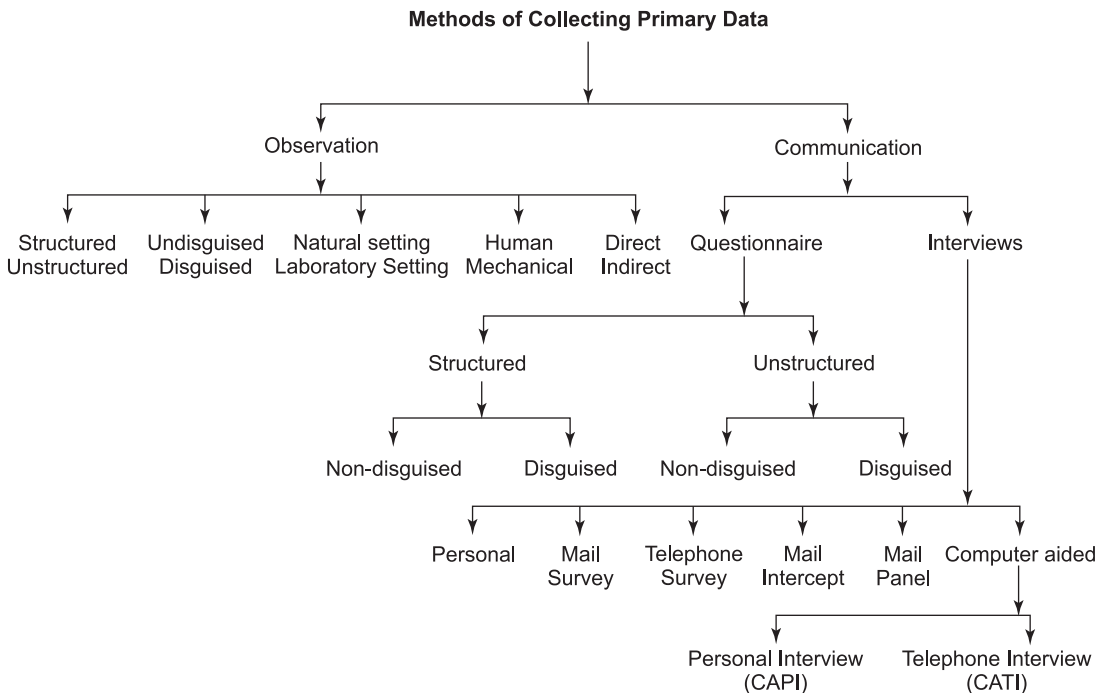 Methods of Collecting Primary Data
Observation
Communication
Structured
Unstructured
Undisguised
Disguised
Natural setting
Laboratory Setting
Human
Mechanical
Direct
Indirect
Questionnaire
Interviews
Structured
Unstructured
Non-disguised
Disguised
Non-disguised
Disguised
Personal
Mail
Survey
Telephone
Survey
Mail
Intercept
Mail
Panel
Computer aided
Personal Interview
(CAPI)
Telephone Interview
(CATI)